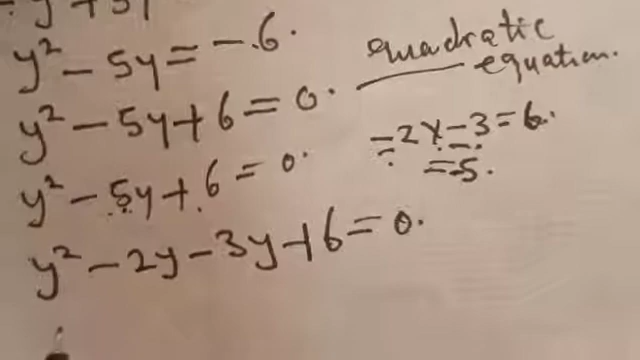 y² - 5y = -6.
quadratic
equation.
y² - 5y + 6 = 0.
-2 x -3 = 6.
= -5.
y² - 5y + 6 = 0.
y² - 2y - 3y + 6 = 0.